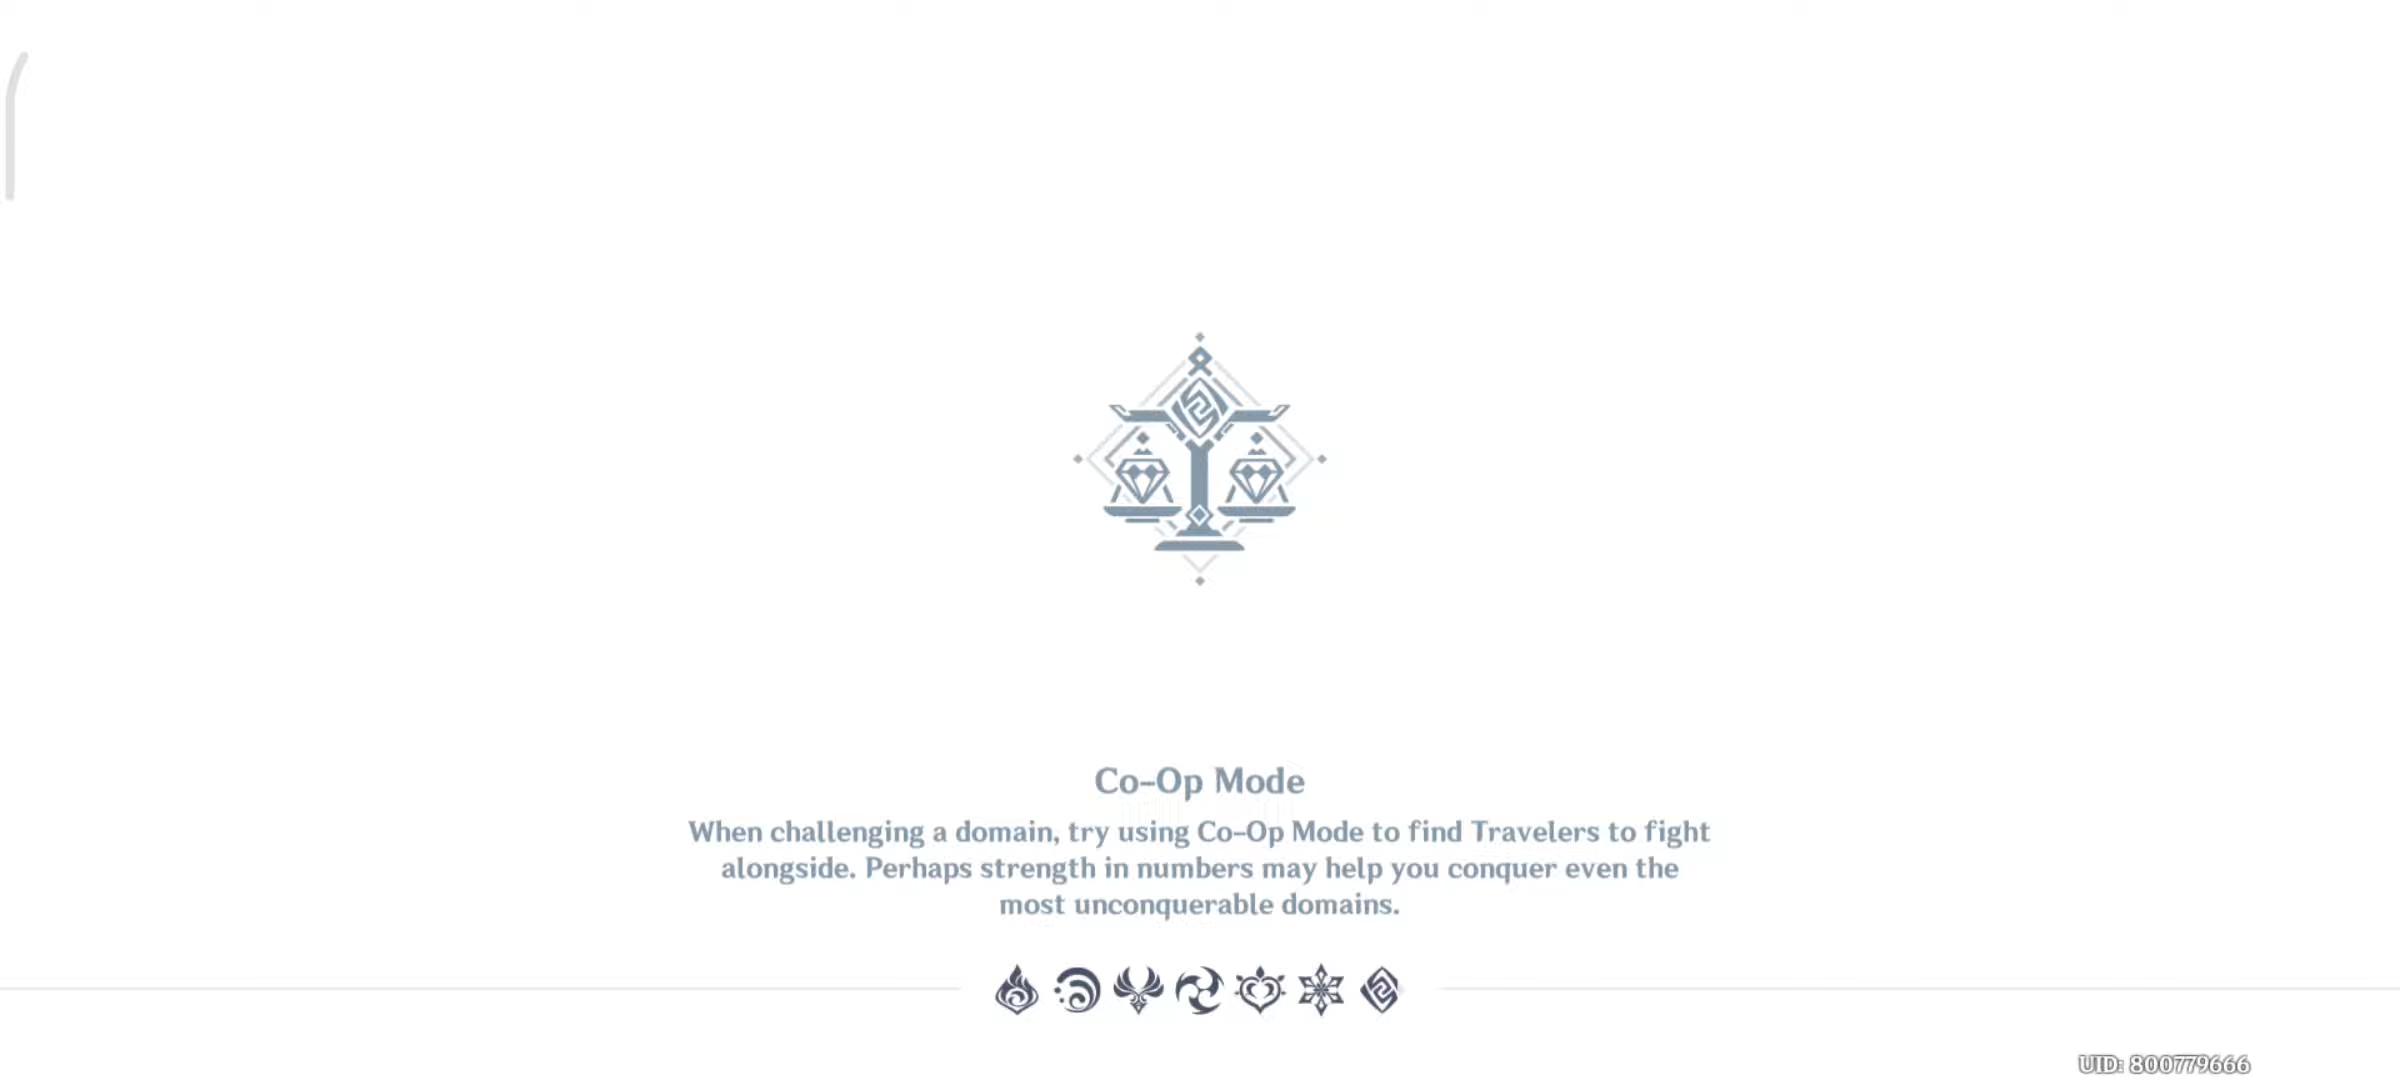 Co-Op Mode
When challenging a domain, try using Co-Op Mode to find Travelers to fight
alongside. Perhaps strength in numbers may help you conquer even the
most unconquerable domains.
UID: 800779666